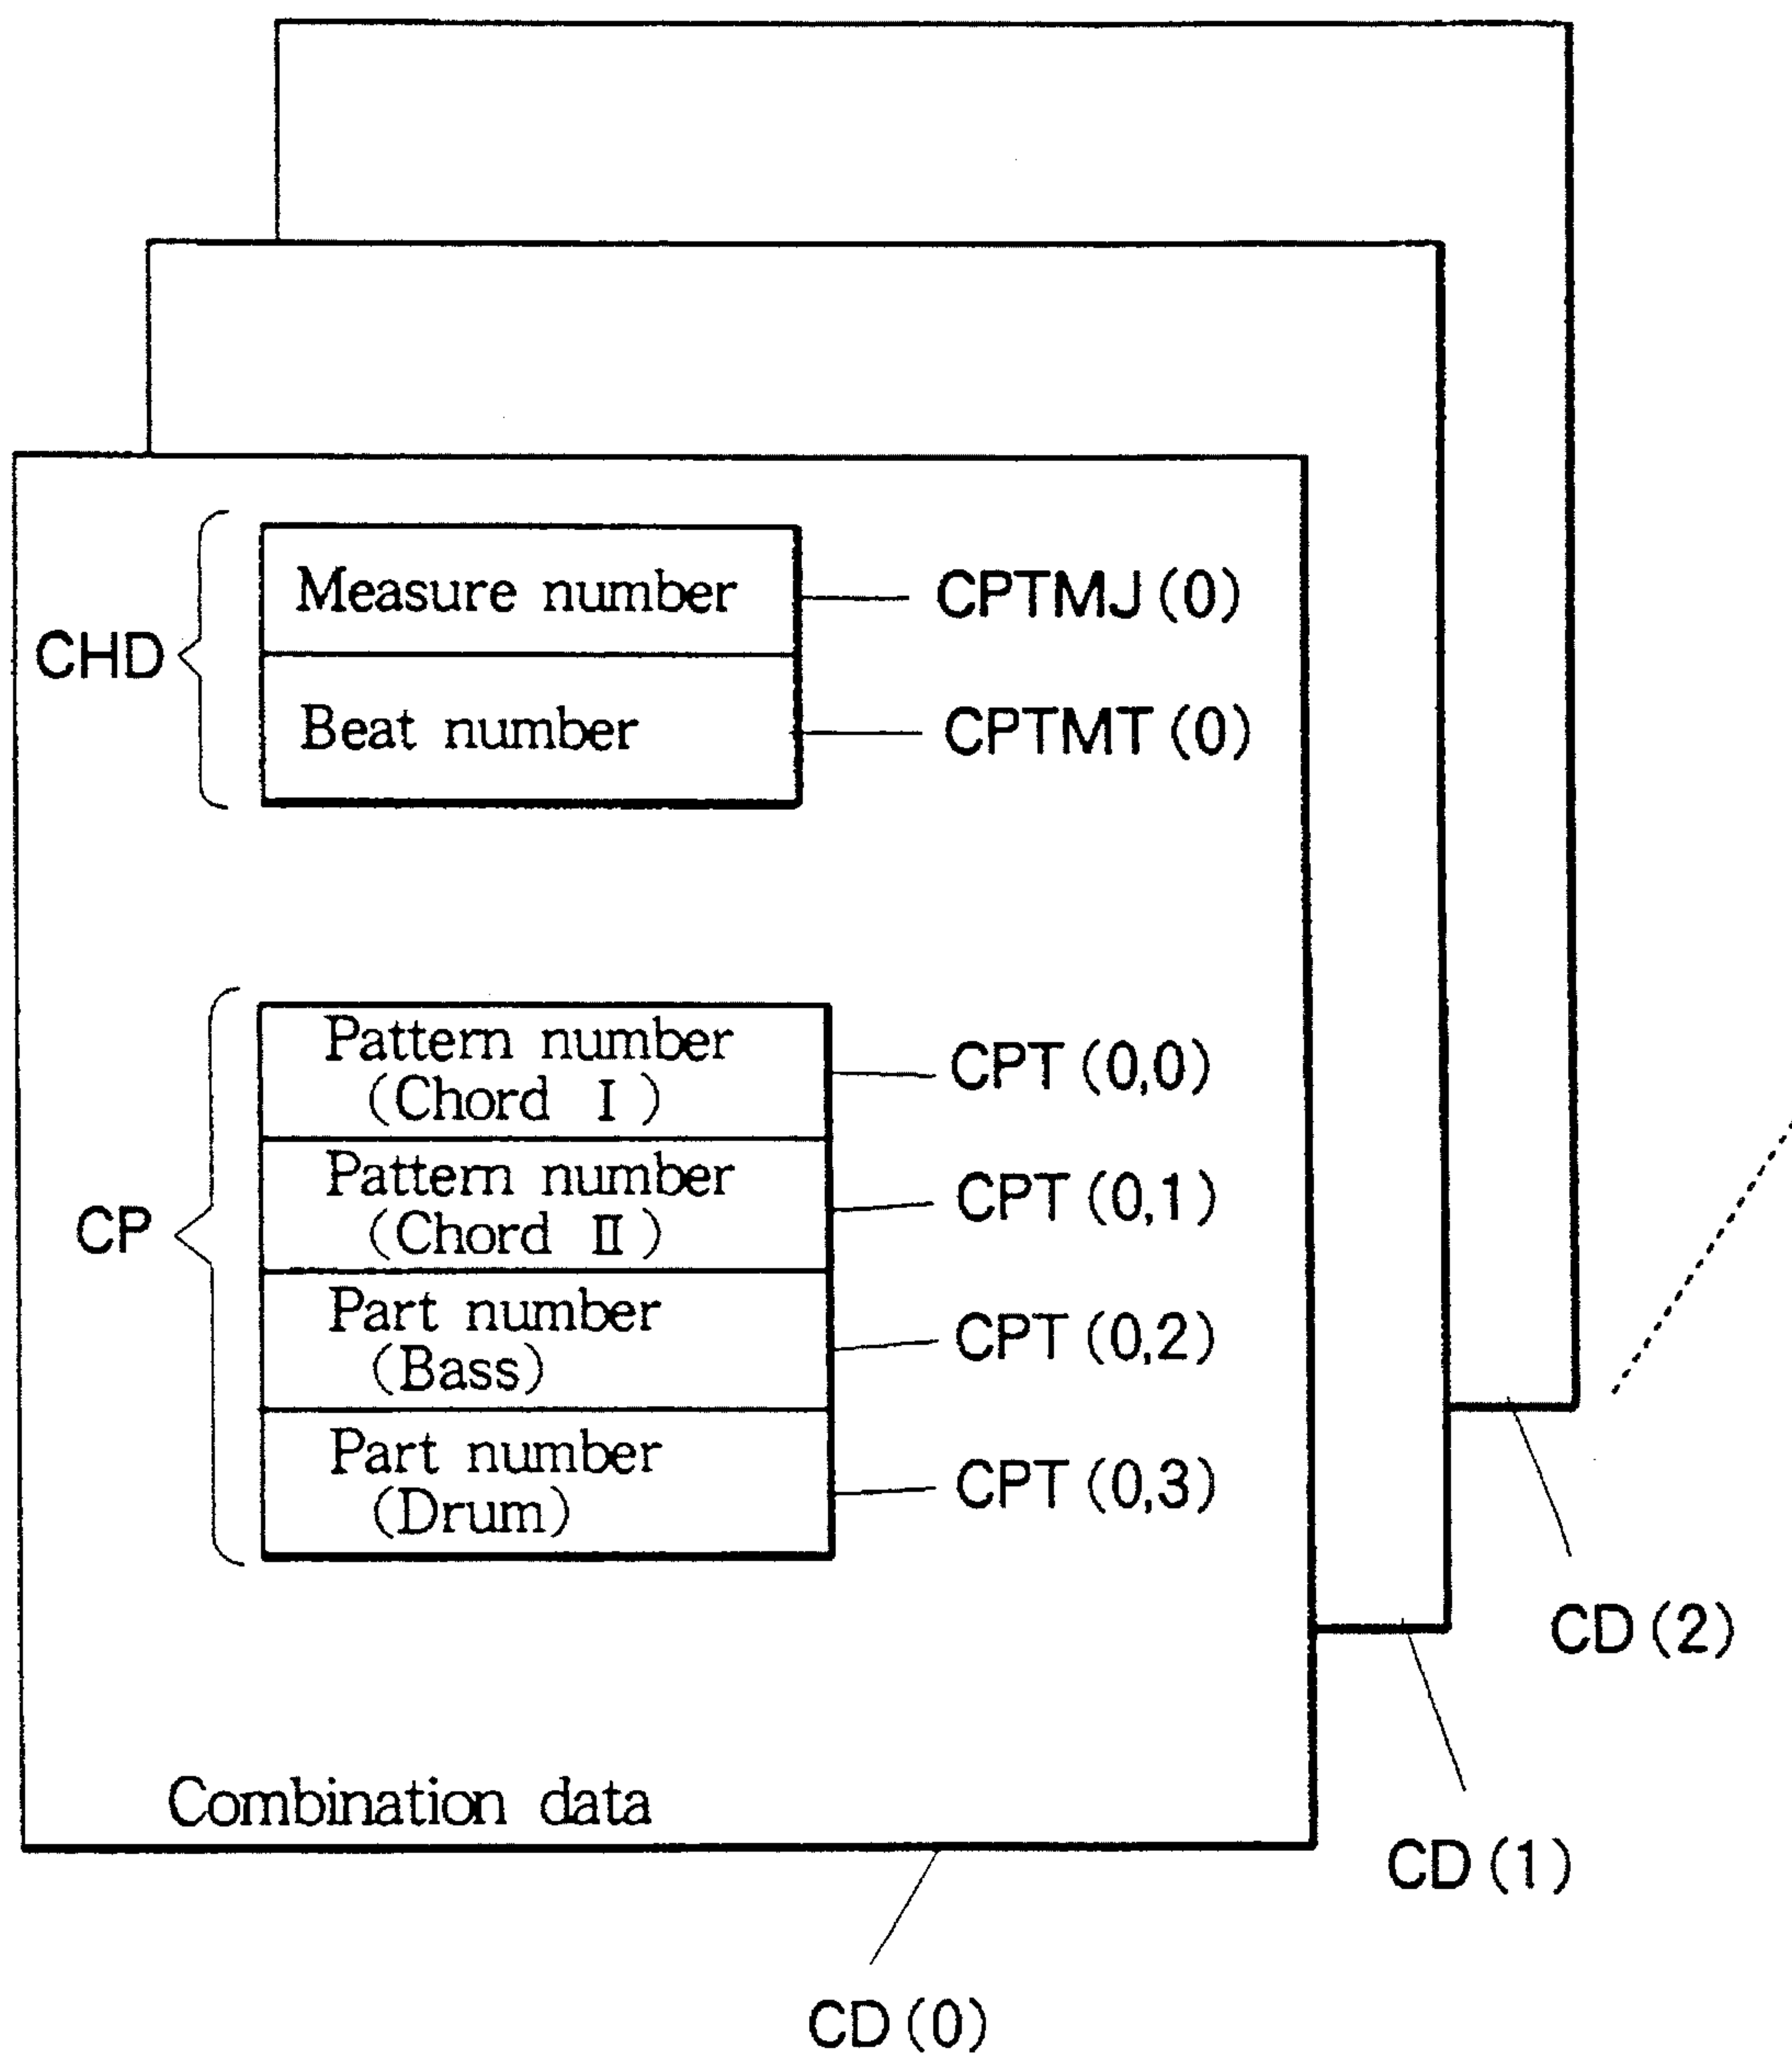 Measure number CPTMJ(0)
CHD
Beat number CPTMT(0)
Pattern number
(Chord I) CPT(0,0)
Pattern number
(Chord II) CPT(0,1)
CP
Part number
(Bass) CPT(0,2)
Part number
(Drum) CPT(0,3)
CD(2)
Combination data
CD(1)
CD(0)